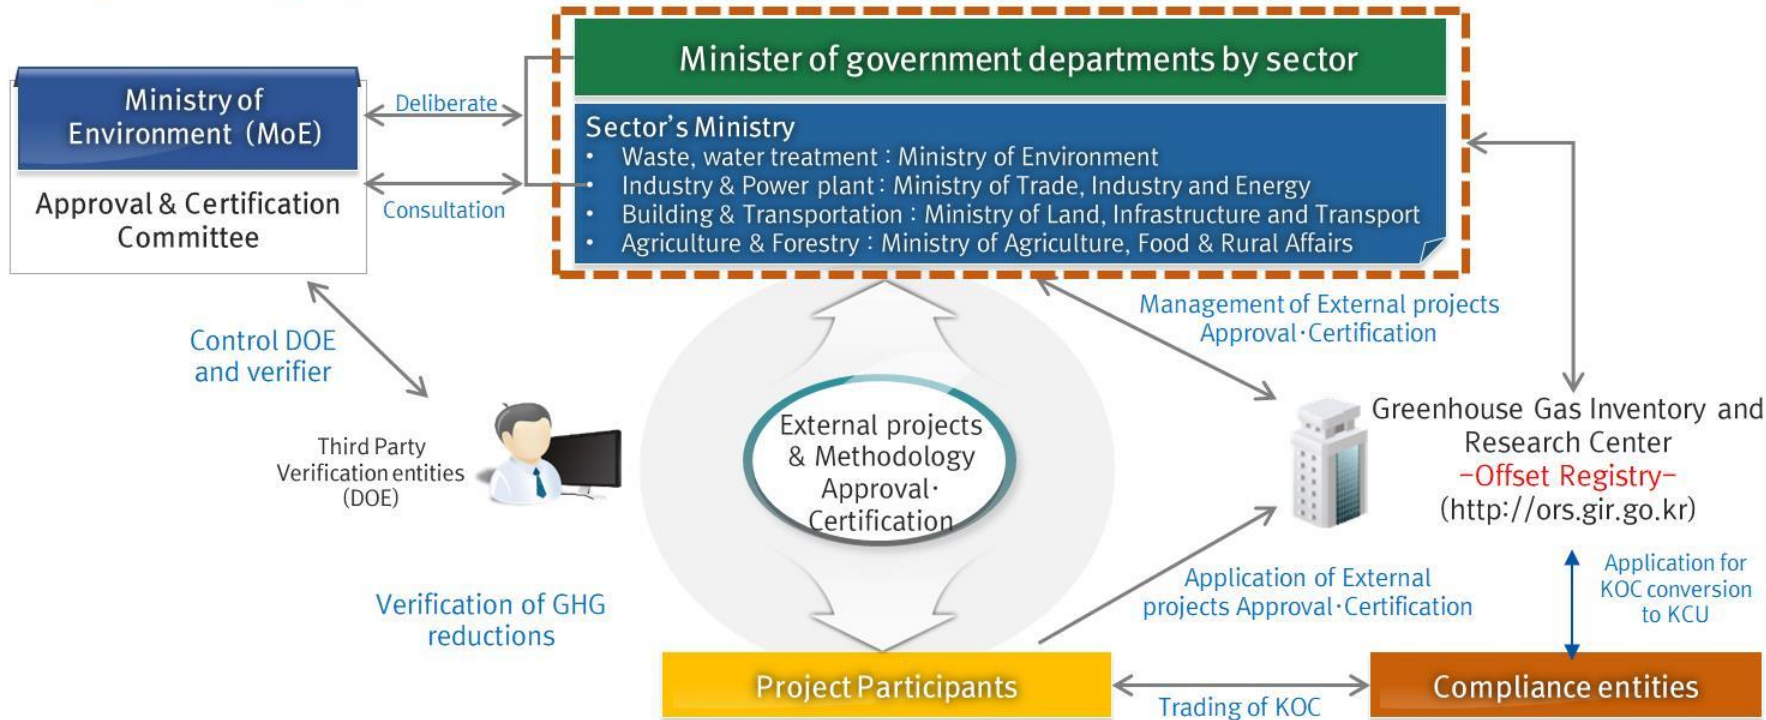 Minister of government departments by sector
Ministry of
Environment (MoE)
Approval & Certification
Committee
Deliberate
Consultation
Sector's Ministry
• Waste, water treatment : Ministry of Environment
• Industry & Power plant : Ministry of Trade, Industry and Energy
• Building & Transportation : Ministry of Land, Infrastructure and Transport
• Agriculture & Forestry : Ministry of Agriculture, Food & Rural Affairs
Control DOE
and verifier
Management of External projects
Approval·Certification
Third Party
Verification entities
(DOE)
External projects
& Methodology
Approval·
Certification
Greenhouse Gas Inventory and
Research Center
-Offset Registry-
(http://ors.gir.go.kr)
Verification of GHG
reductions
Application of External
projects Approval·Certification
Application for
KOC conversion
to KCU
Project Participants
Trading of KOC
Compliance entities